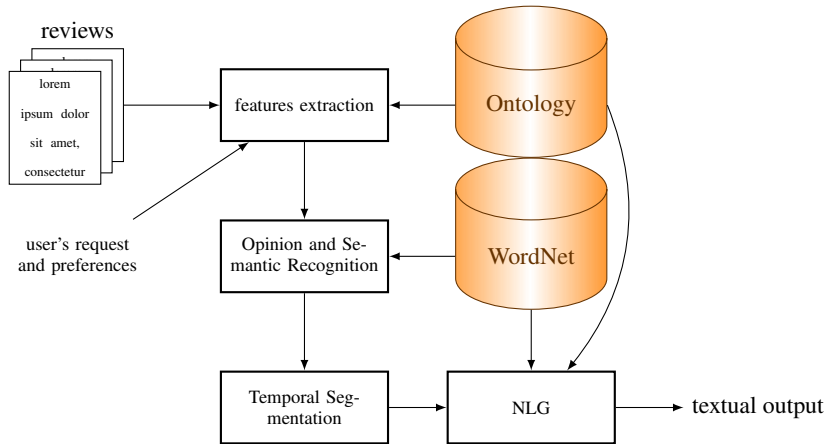 reviews
lorem
ipsum dolor
sit amet,
consectetur
features extraction
Ontology
user's request
and preferences
Opinion and Se-
mantic Recognition
WordNet
Temporal Seg-
mentation
NLG
textual output